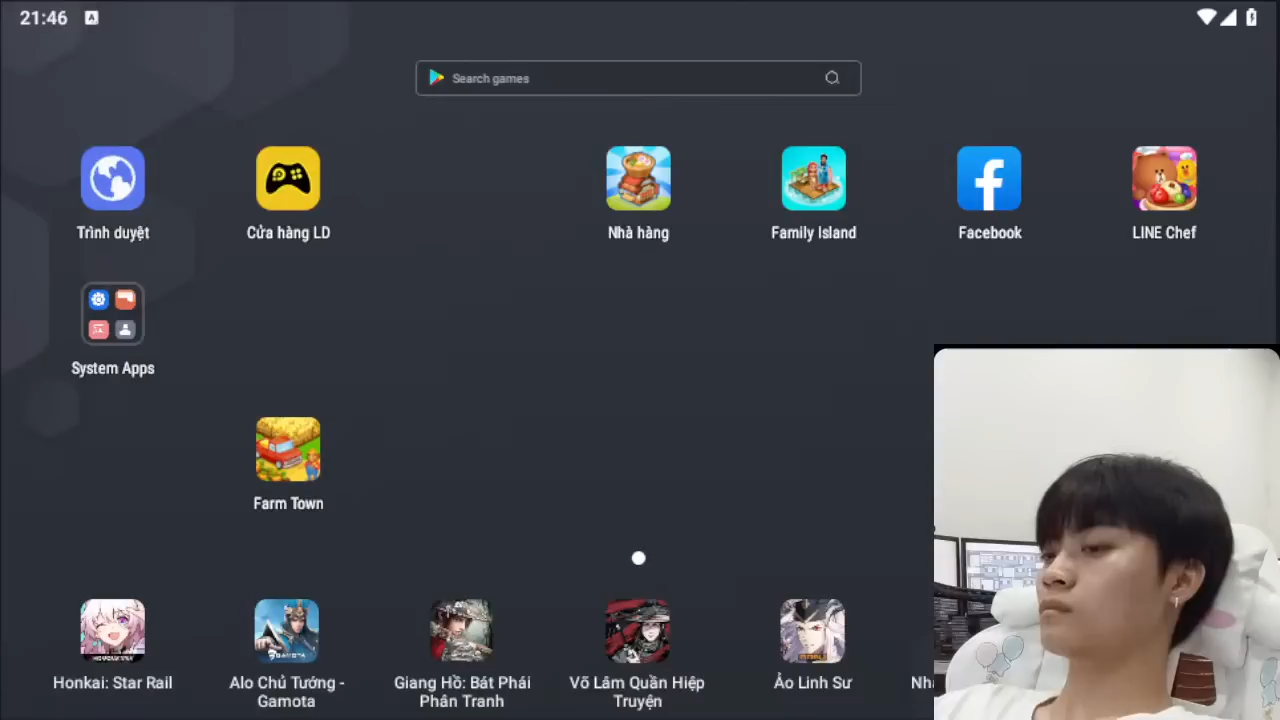 21:46
Search games
Trình duyệt
Cửa hàng LD
Nhà hàng
Family Island
Facebook
LINE Chef
System Apps
Farm Town
Honkai: Star Rail
Alo Chủ Tướng -
Gamota
Giang Hồ: Bát Phái
Phân Tranh
Võ Lâm Quần Hiệp
Truyện
Ảo Linh Sư